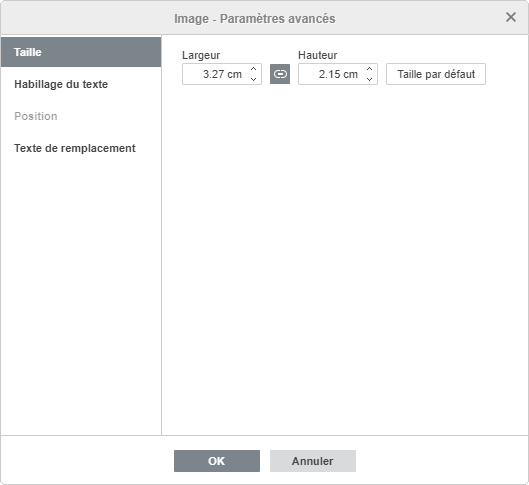 Image - Paramètres avancés
Taille
Habillage du texte
Position
Texte de remplacement
Largeur
Hauteur
3.27 cm
2.15 cm
Taille par défaut
OK
Annuler